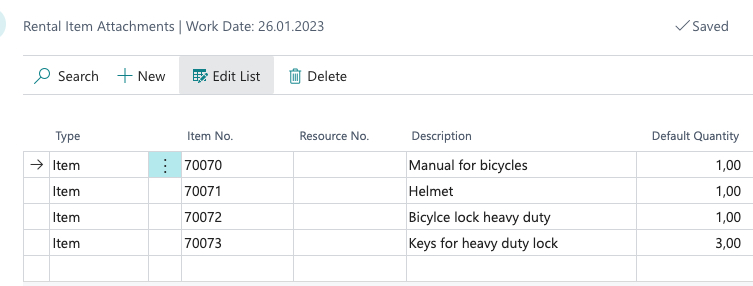 Rental Item Attachments | Work Date: 26.01.2023 Saved
Search New Edit List Delete
Type Item No. Resource No. Description Default Quantity
Item 70070 Manual for bicycles 1,00
Item 70071 Helmet 1,00
Item 70072 Bicylce lock heavy duty 1,00
Item 70073 Keys for heavy duty lock 3,00